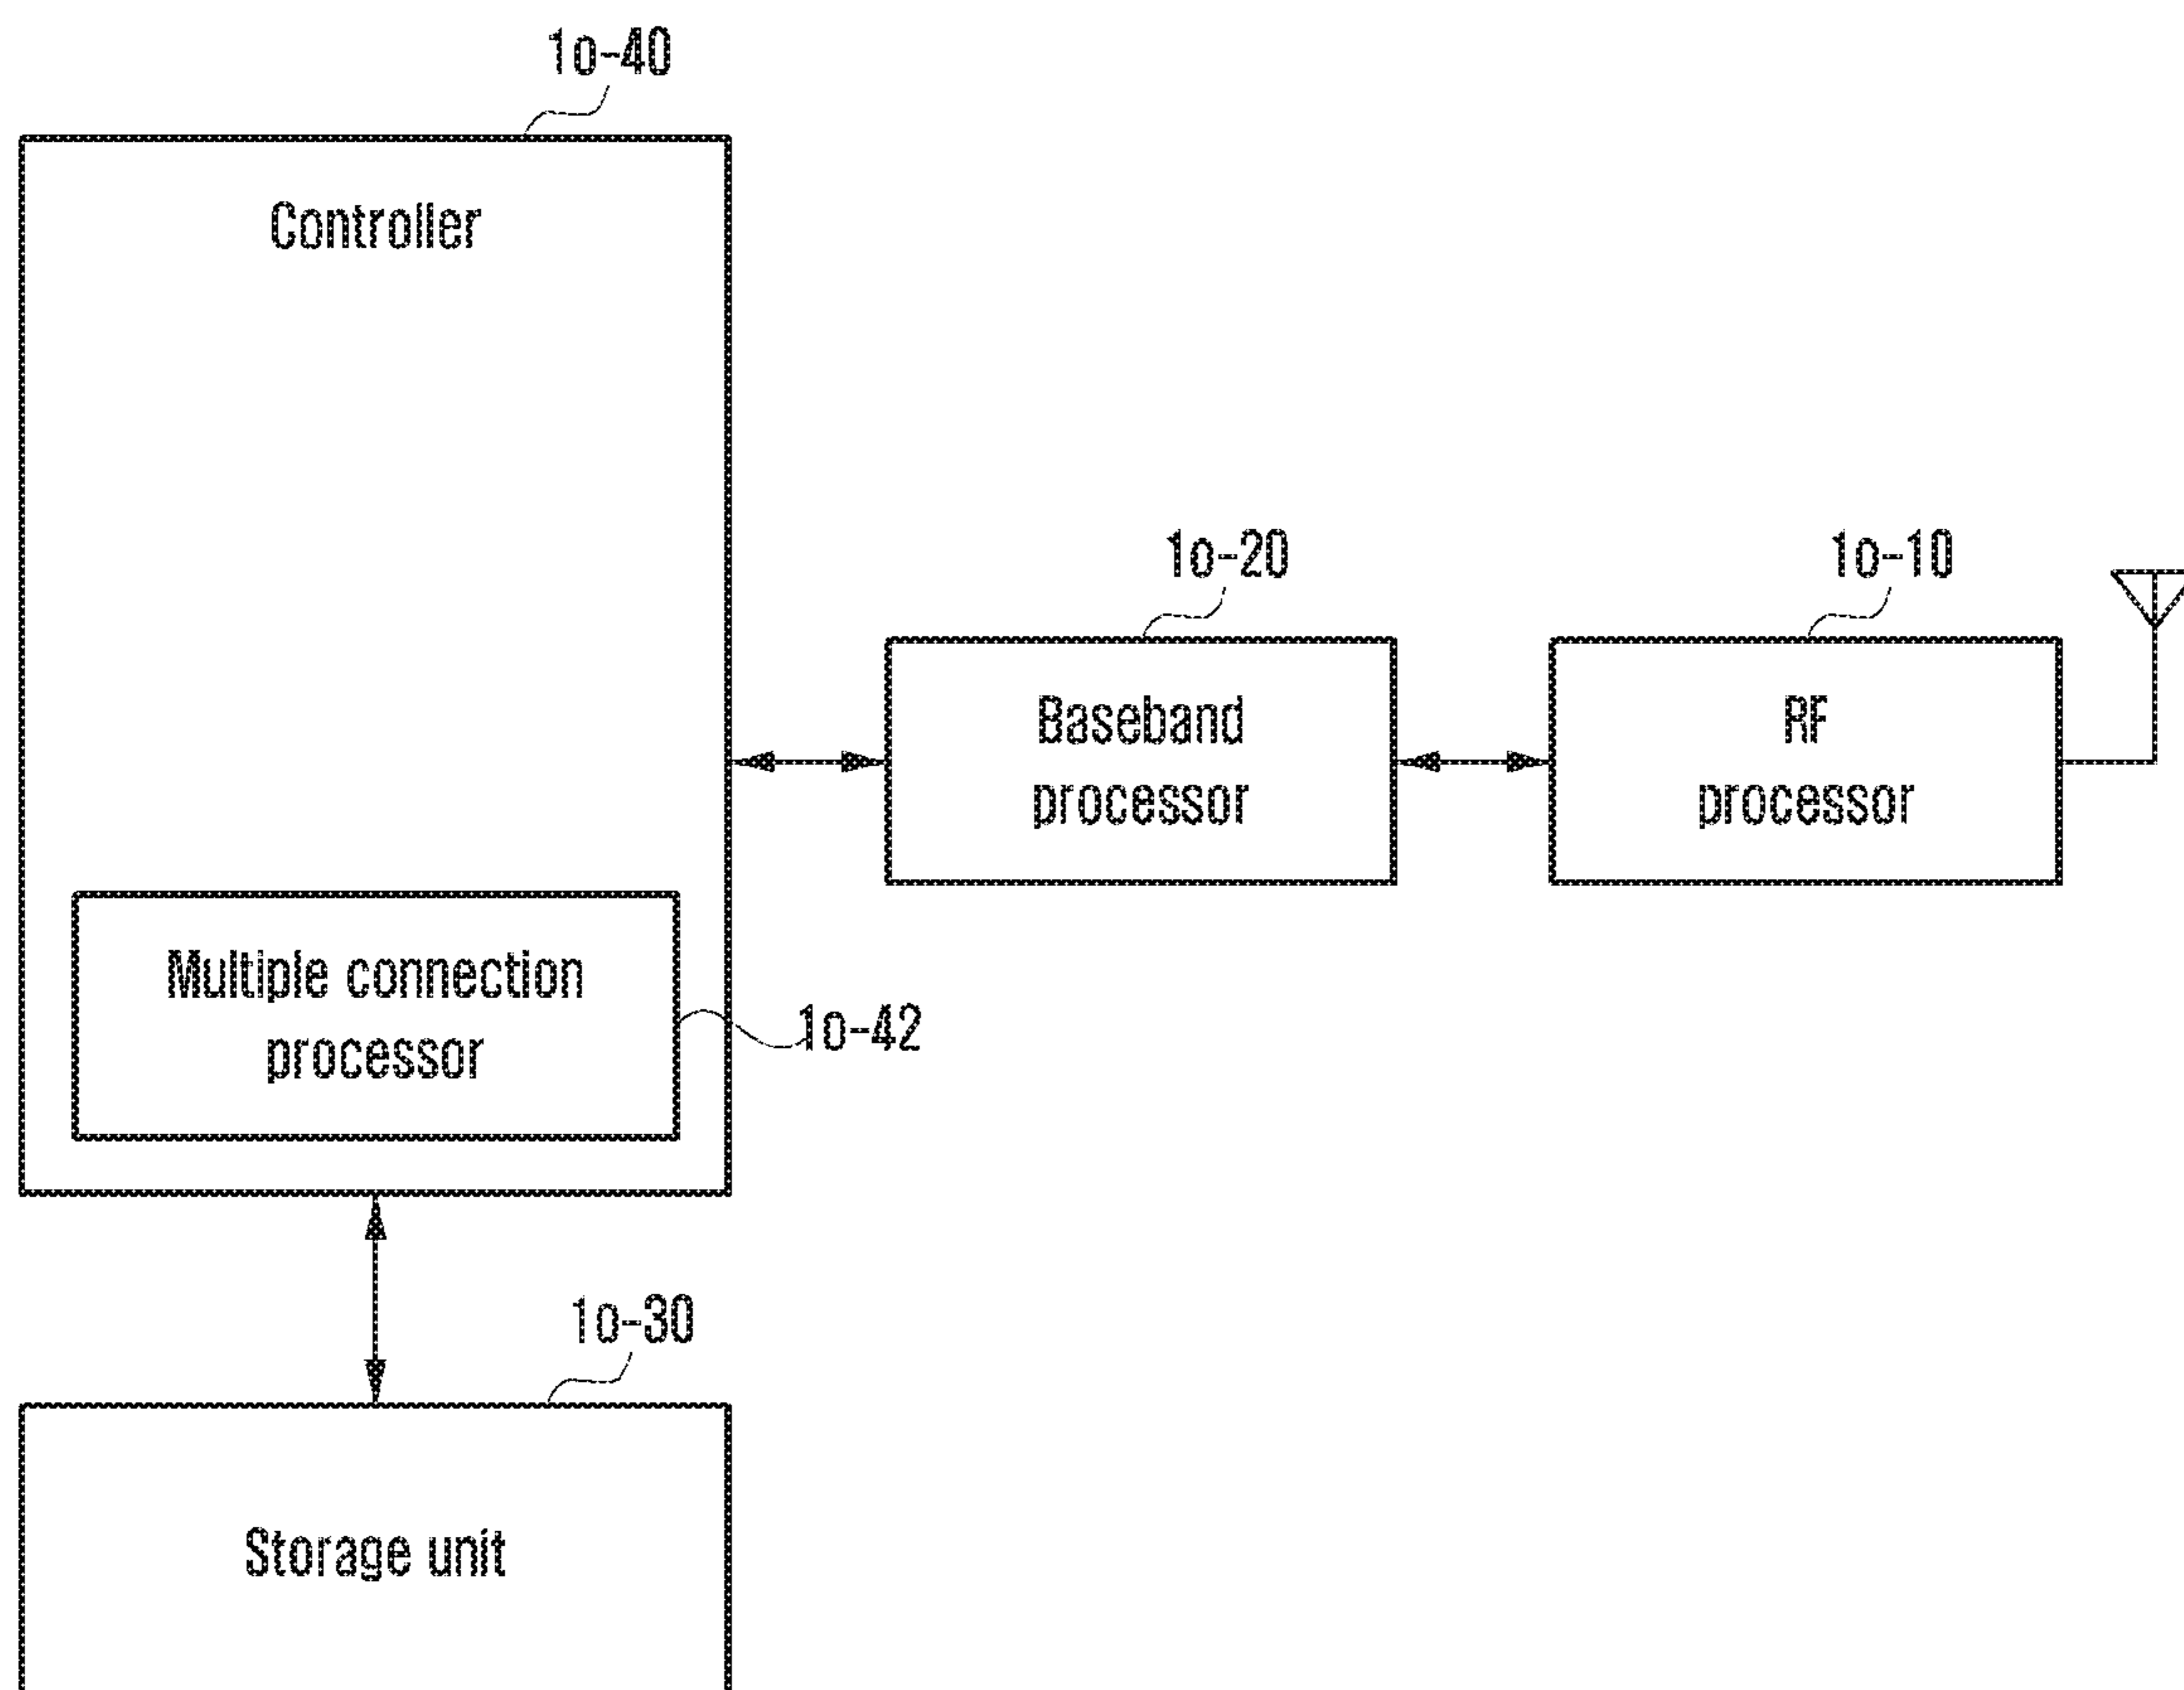 1o-40
Controller
1o-20
1o-10
Baseband
processor
RF
processor
Multiple connection
processor
1o-42
1o-30
Storage unit